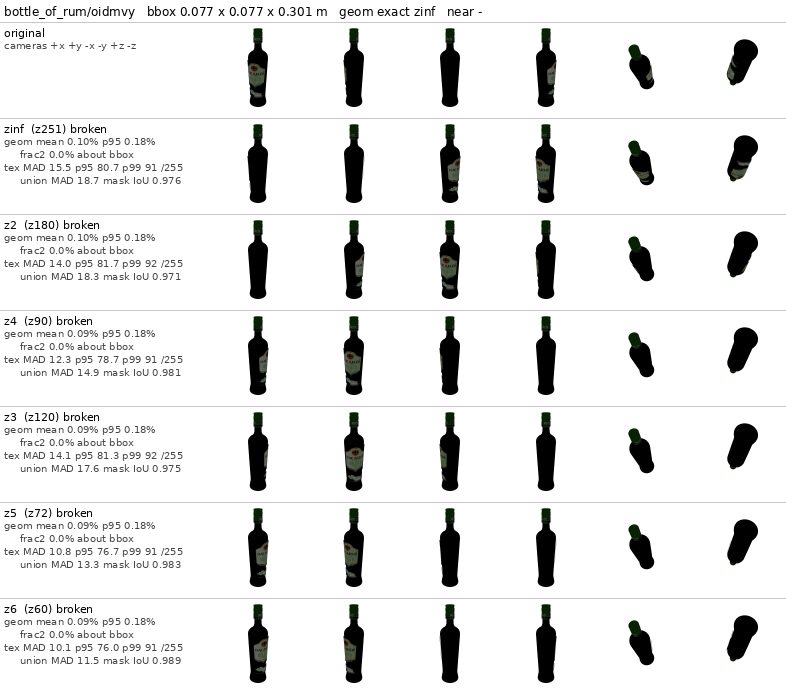 bottle_of_rum/oidmvy bbox 0.077 x 0.077 x 0.301 m geom exact zinf near -
original
cameras +x +y -x -y +z -z
zinf (z251) broken
geom mean 0.10% p95 0.18%
frac2 0.0% about bbox
tex MAD 15.5 p95 80.7 p99 91 /255
union MAD 18.7 mask IoU 0.976
z2 (z180) broken
geom mean 0.10% p95 0.18%
frac2 0.0% about bbox
tex MAD 14.0 p95 81.7 p99 92 /255
union MAD 18.3 mask IoU 0.971
z4 (z90) broken
geom mean 0.09% p95 0.18%
frac2 0.0% about bbox
tex MAD 12.3 p95 78.7 p99 91 /255
union MAD 14.9 mask IoU 0.981
z3 (z120) broken
geom mean 0.09% p95 0.18%
frac2 0.0% about bbox
tex MAD 14.1 p95 81.3 p99 92 /255
union MAD 17.6 mask IoU 0.975
z5 (z72) broken
geom mean 0.09% p95 0.18%
frac2 0.0% about bbox
tex MAD 10.8 p95 76.7 p99 91 /255
union MAD 13.3 mask IoU 0.983
z6 (z60) broken
geom mean 0.09% p95 0.18%
frac2 0.0% about bbox
tex MAD 10.1 p95 76.0 p99 91 /255
union MAD 11.5 mask IoU 0.989